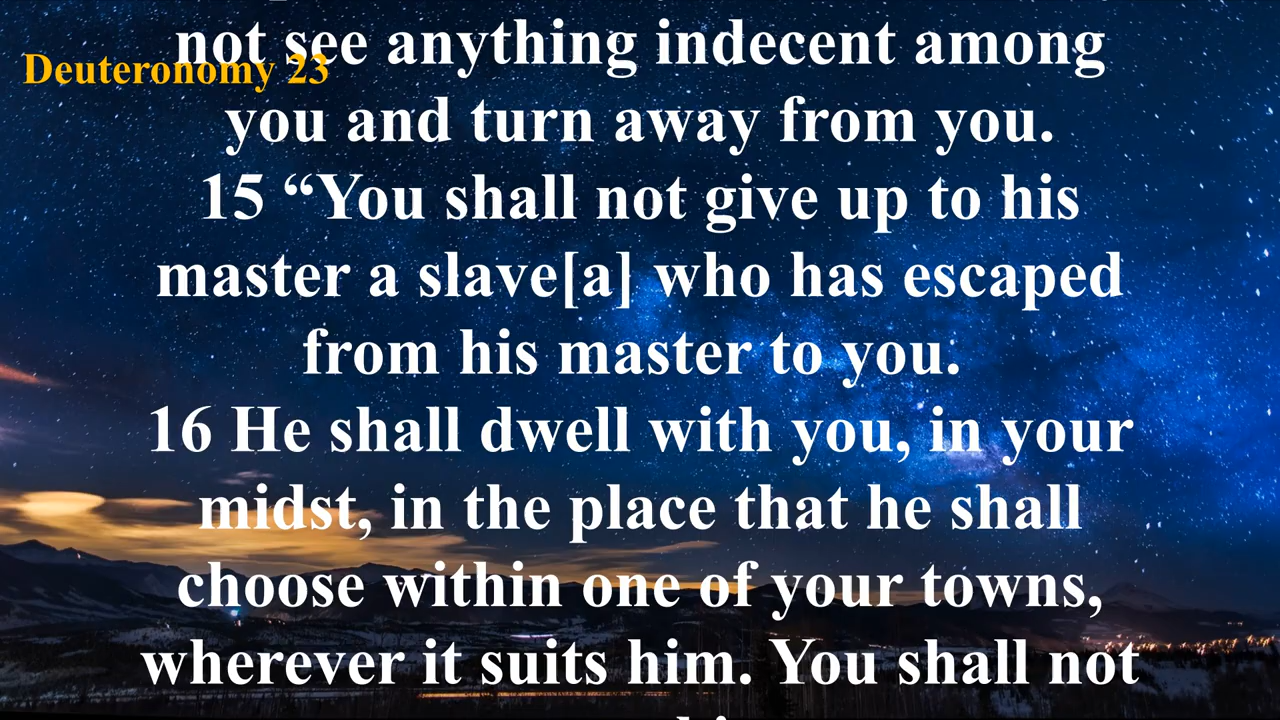 not see anything indecent among
Deuteronomy 23
you and turn away from you.
15 “You shall not give up to his
master a slave[a] who has escaped
from his master to you.
16 He shall dwell with you, in your
midst, in the place that he shall
choose within one of your towns,
wherever it suits him. You shall not